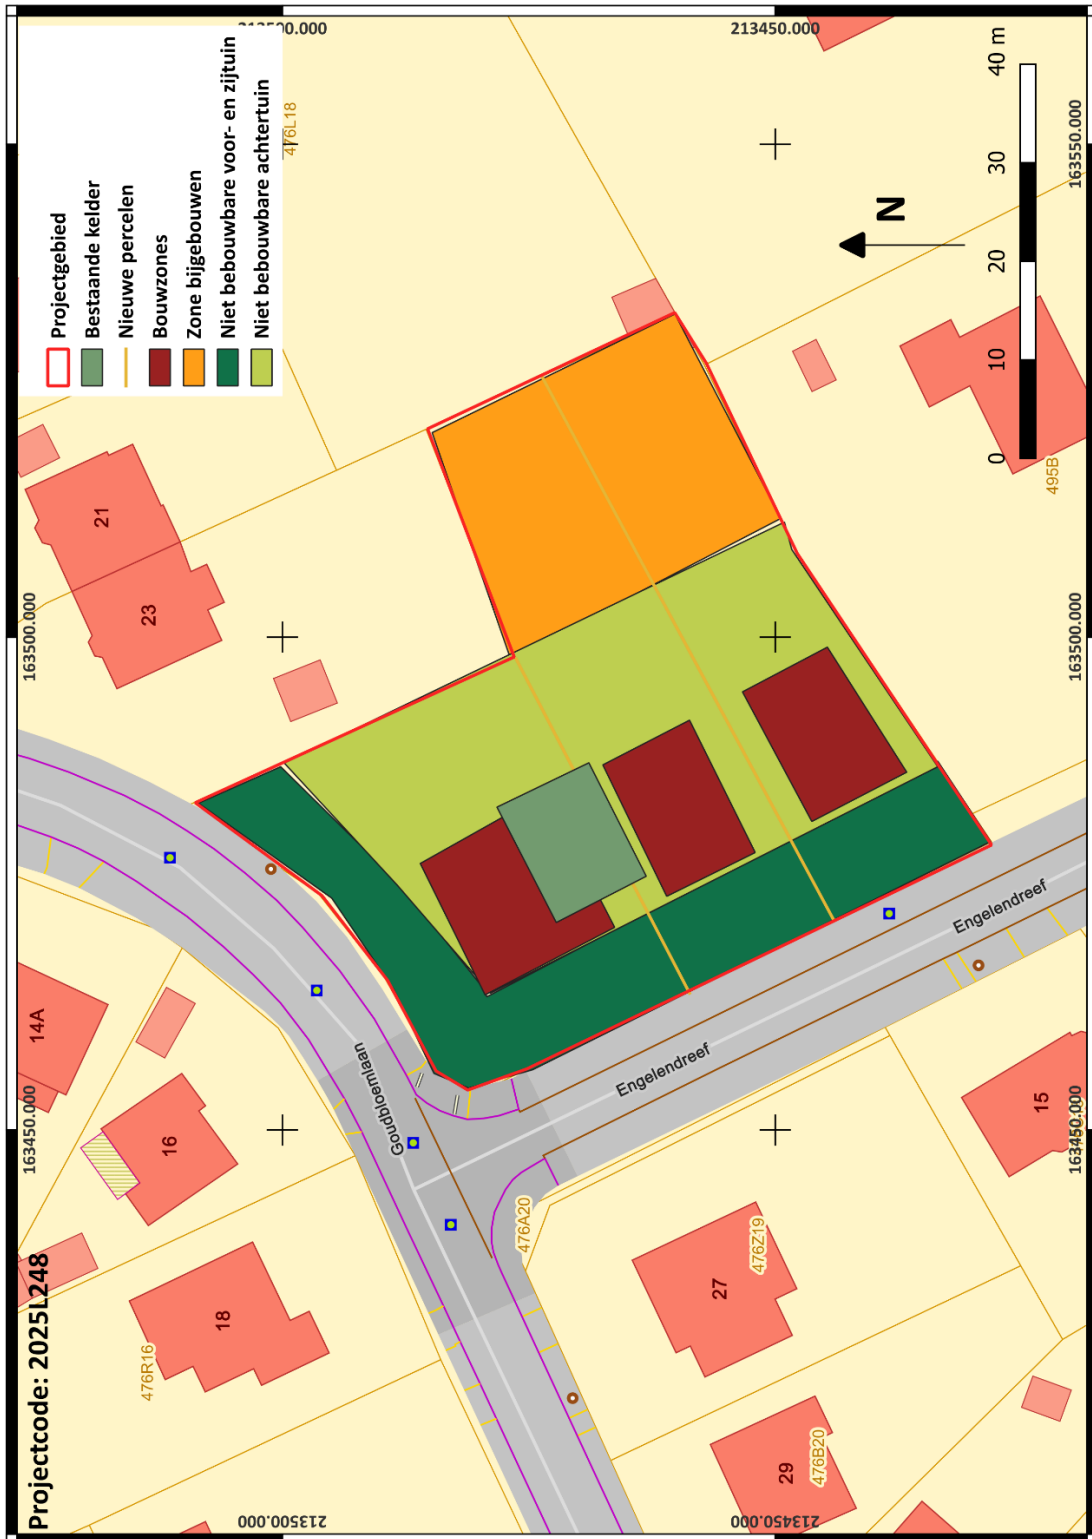 Projectcode: 2025L248
163450.000
163500.000
213500.000
213450.000
Projectgebied
Bestaande kelder
Nieuwe percelen
Bouwzones
Zone bijgebouwen
Niet bebouwbare voor- en zijtuin
Niet bebouwbare achtertuin
476L18
21
23
14A
16
18
476R16
Goudbloemlaan
Engelendreef
Engelendreef
476A20
476Z19
27
29
476B20
15
495B
N
0
10
20
30
40 m
213500.000
213450.000
163450.000
163500.000
163550.000